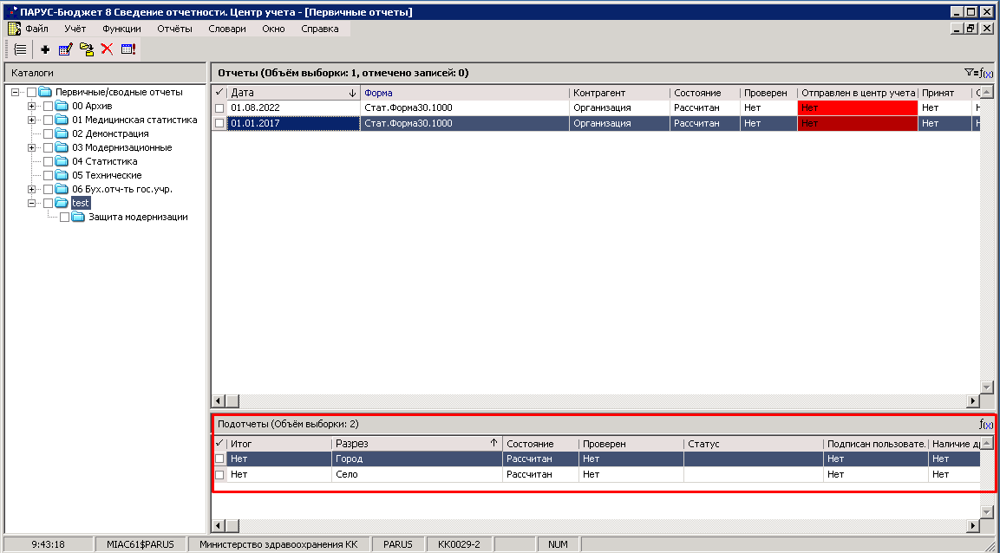 ПАРУС-Бюджет 8 Сведение отчетности. Центр учета - [Первичные отчеты]
Файл Учёт Функции Отчёты Словари Окно Справка
Каталоги
Первичные/сводные отчеты
00 Архив
01 Медицинская статистика
02 Демонстрация
03 Модернизационные
04 Статистика
05 Технические
06 Бух.отч-ть гос.учр.
test
Защита модернизации
Отчеты (Объём выборки: 1, отмечено записей: 0)
Дата Форма Контрагент Состояние Проверен Отправлен в центр учета Принят
01.08.2022 Стат.Форма30.1000 Организация Рассчитан Нет Нет Нет
01.01.2017 Стат.Форма30.1000 Организация Рассчитан Нет Нет Нет
Подотчеты (Объём выборки: 2)
Итог Разрез Состояние Проверен Статус Подписан пользовате. Наличие
Нет Город Рассчитан Нет Нет Нет
Нет Село Рассчитан Нет Нет Нет
9:43:18 MIAC61$PARUS Министерство здравоохранения КК PARUS КК0029-2 NUM